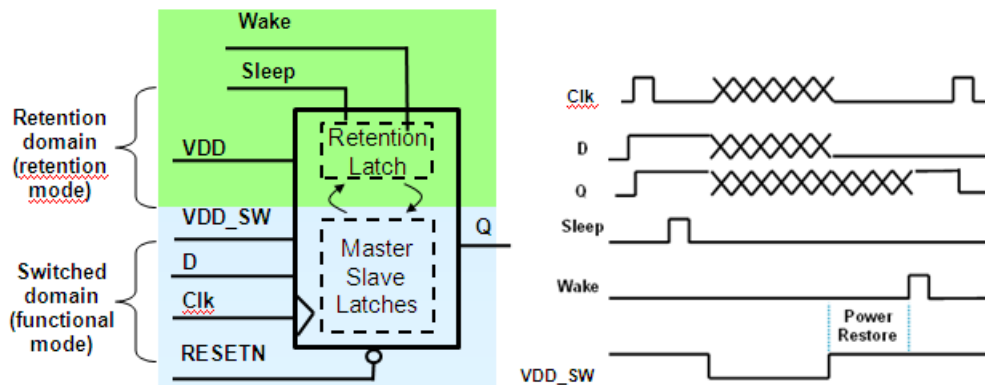 Wake
Sleep
Retention
domain
(retention
mode)
VDD
Retention
Latch
VDD_SW
D
Clk
RESETN
Switched
domain
(functional
mode)
Master
Slave
Latches
Q
Clk
D
Q
Sleep
Wake
Power
Restore
VDD_SW